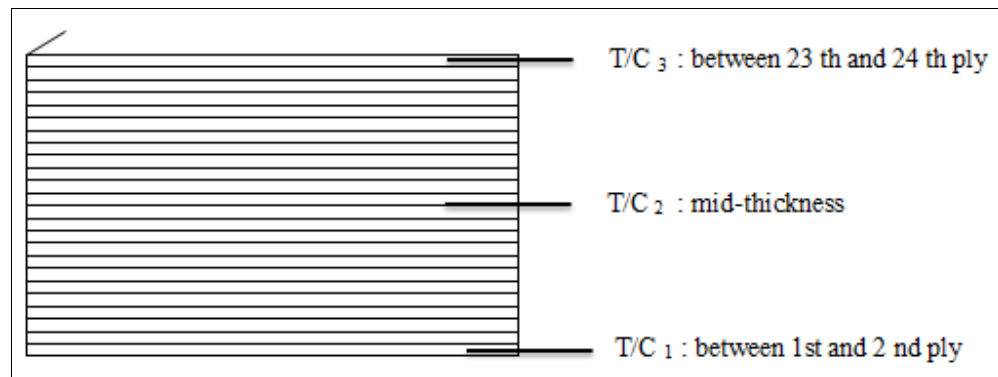 T/C 3 : between 23 th and 24 th ply
T/C 2 : mid-thickness
T/C 1 : between 1st and 2 nd ply